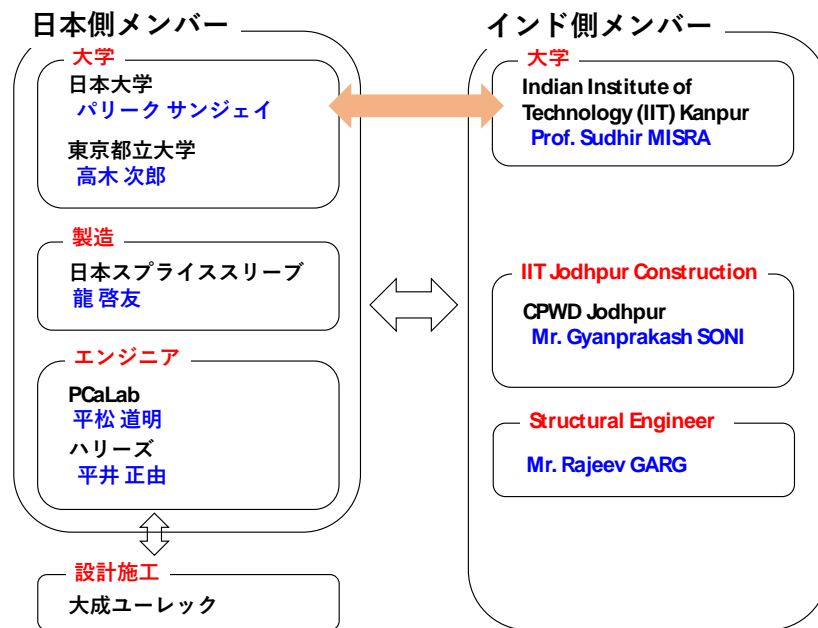 日本側メンバー
大学
日本大学
パリーク サンジェイ
東京都立大学
高木 次郎
製造
日本スプライススリーブ
龍 啓友
エンジニア
PCaLab
平松 道明
ハリーズ
平井 正由
設計施工
大成ユーレック
インド側メンバー
大学
Indian Institute of
Technology (IIT) Kanpur
Prof. Sudhir MISRA
IIT Jodhpur Construction
CPWD Jodhpur
Mr. Gyanprakash SONI
Structural Engineer
Mr. Rajeev GARG